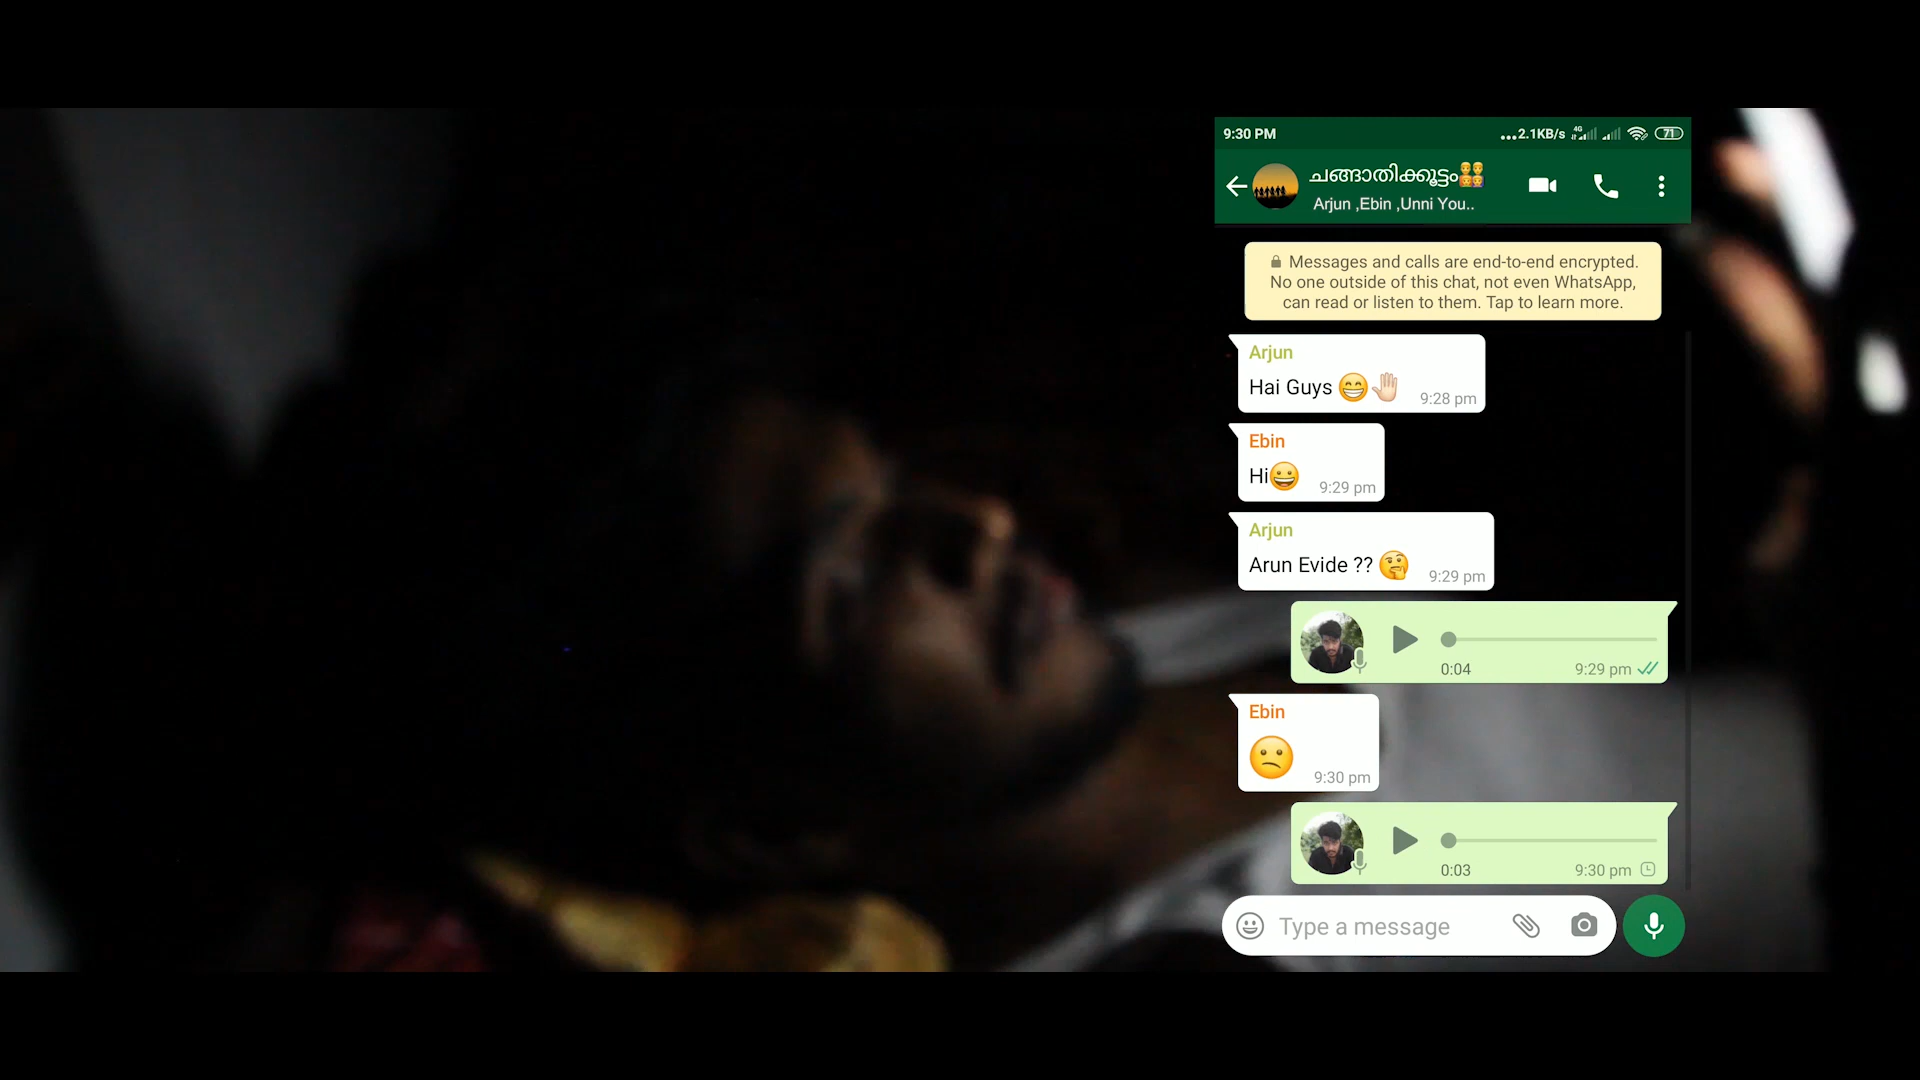 9:30 PM
...2.1KB/s 4G 71
ചങ്ങാതിക്കൂട്ടം👨‍👩‍👧‍👦
Arjun ,Ebin ,Unni You..
Messages and calls are end-to-end encrypted.
No one outside of this chat, not even WhatsApp,
can read or listen to them. Tap to learn more.
Arjun
Hai Guys 😁🤚🏻
9:28 pm
Ebin
Hi😀
9:29 pm
Arjun
Arun Evide ?? 🤔
9:29 pm
0:04 9:29 pm
Ebin
😕
9:30 pm
0:03 9:30 pm
Type a message